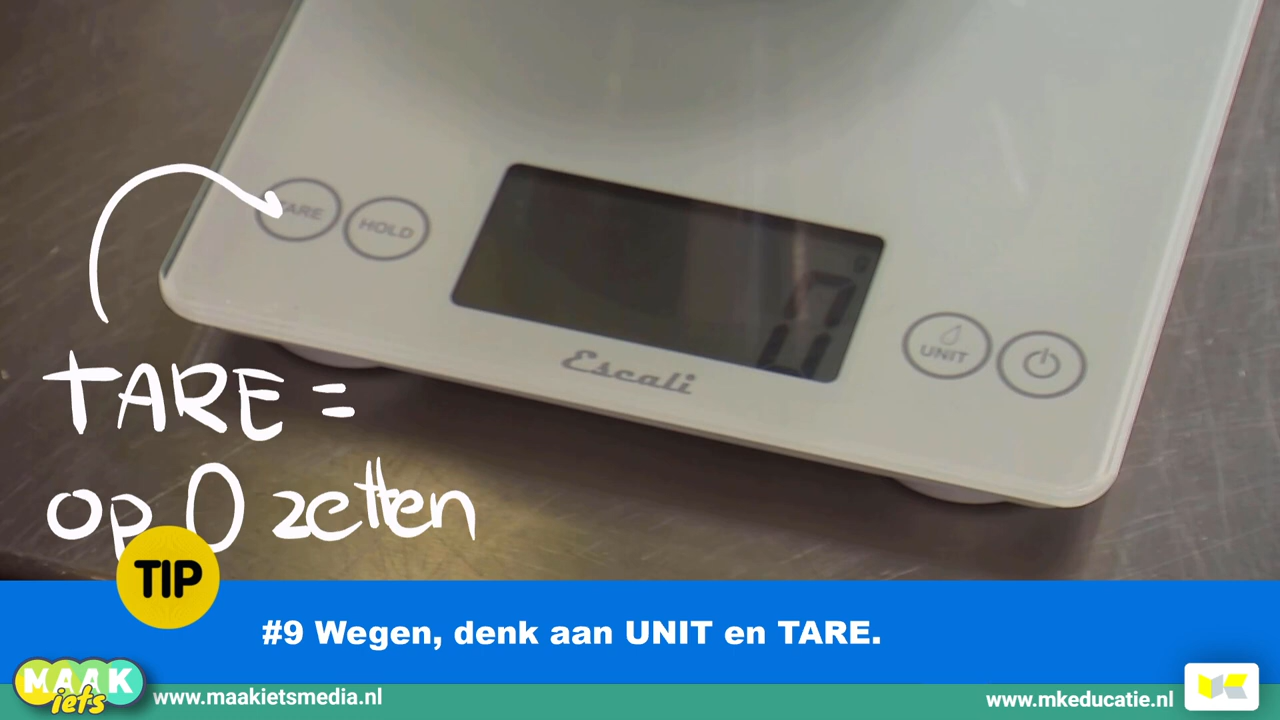 TARE
HOLD
UNIT
Escali
TARE =
op 0 zetten
TIP
#9 Wegen, denk aan UNIT en TARE.
MAAK
iets
www.maakietsmedia.nl
www.mkeducatie.nl